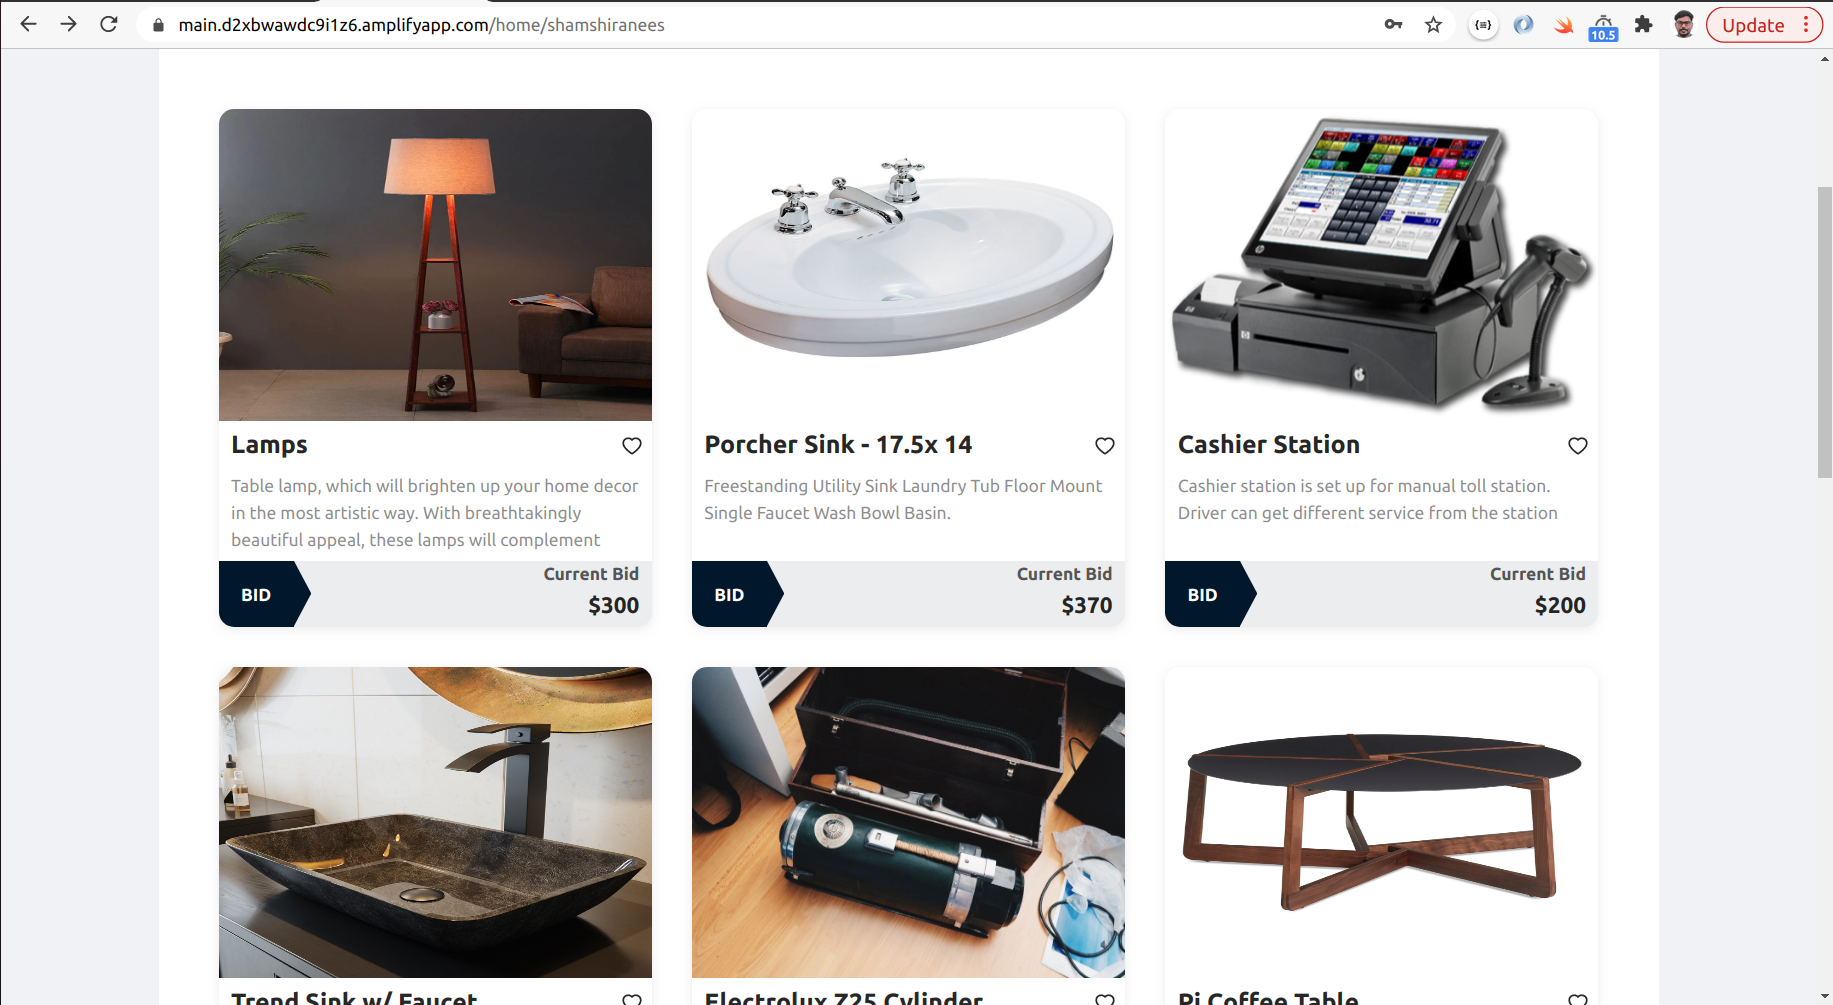 main.d2xbwawdc9i1z6.amplifyapp.com/home/shamshiranees
10.5
Update
Lamps
Table lamp, which will brighten up your home decor
in the most artistic way. With breathtakingly
beautiful appeal, these lamps will complement
BID
Current Bid
$300
Porcher Sink - 17.5x 14
Freestanding Utility Sink Laundry Tub Floor Mount
Single Faucet Wash Bowl Basin.
BID
Current Bid
$370
Cashier Station
Cashier station is set up for manual toll station.
Driver can get different service from the station
BID
Current Bid
$200
Trend Sink w/ Faucet
Electrolux Z25 Cylinder
Pi Coffee Table